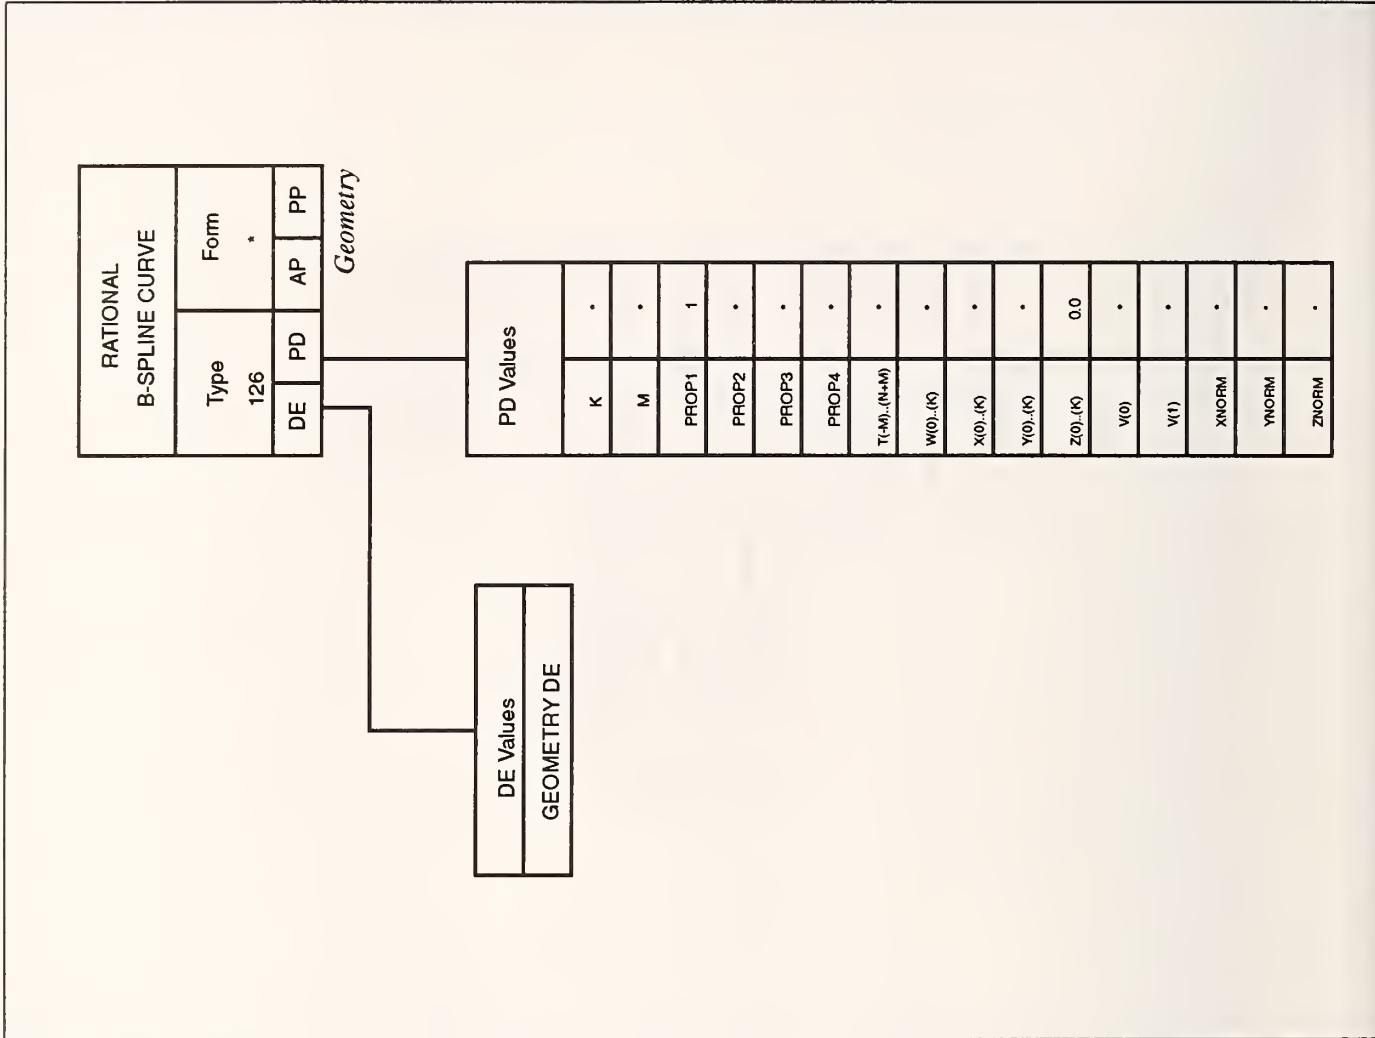 RATIONAL
B-SPLINE CURVE
Type
126
Form
*
DE PD AP PP
Geometry
DE Values
GEOMETRY DE
PD Values
K *
M *
PROP1 1
PROP2 *
PROP3 *
PROP4 *
T(-M)..(N+M) *
W(0)..(K) *
X(0)..(K) *
Y(0)..(K) *
Z(0)..(K) 0.0
V(0) *
V(1) *
XNORM *
YNORM *
ZNORM *